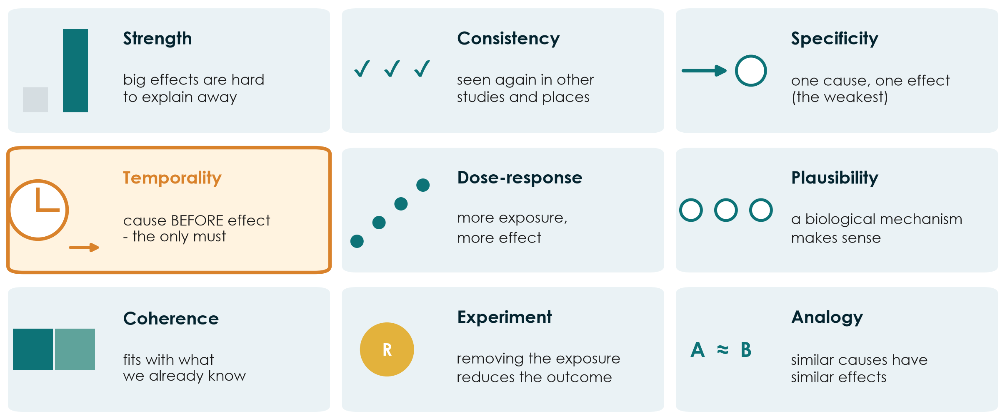 Strength
big effects are hard
to explain away
✓ ✓ ✓
Consistency
seen again in other
studies and places
Specificity
one cause, one effect
(the weakest)
Temporality
cause BEFORE effect
- the only must
Dose-response
more exposure,
more effect
Plausibility
a biological mechanism
makes sense
Coherence
fits with what
we already know
R
Experiment
removing the exposure
reduces the outcome
A ≈ B
Analogy
similar causes have
similar effects